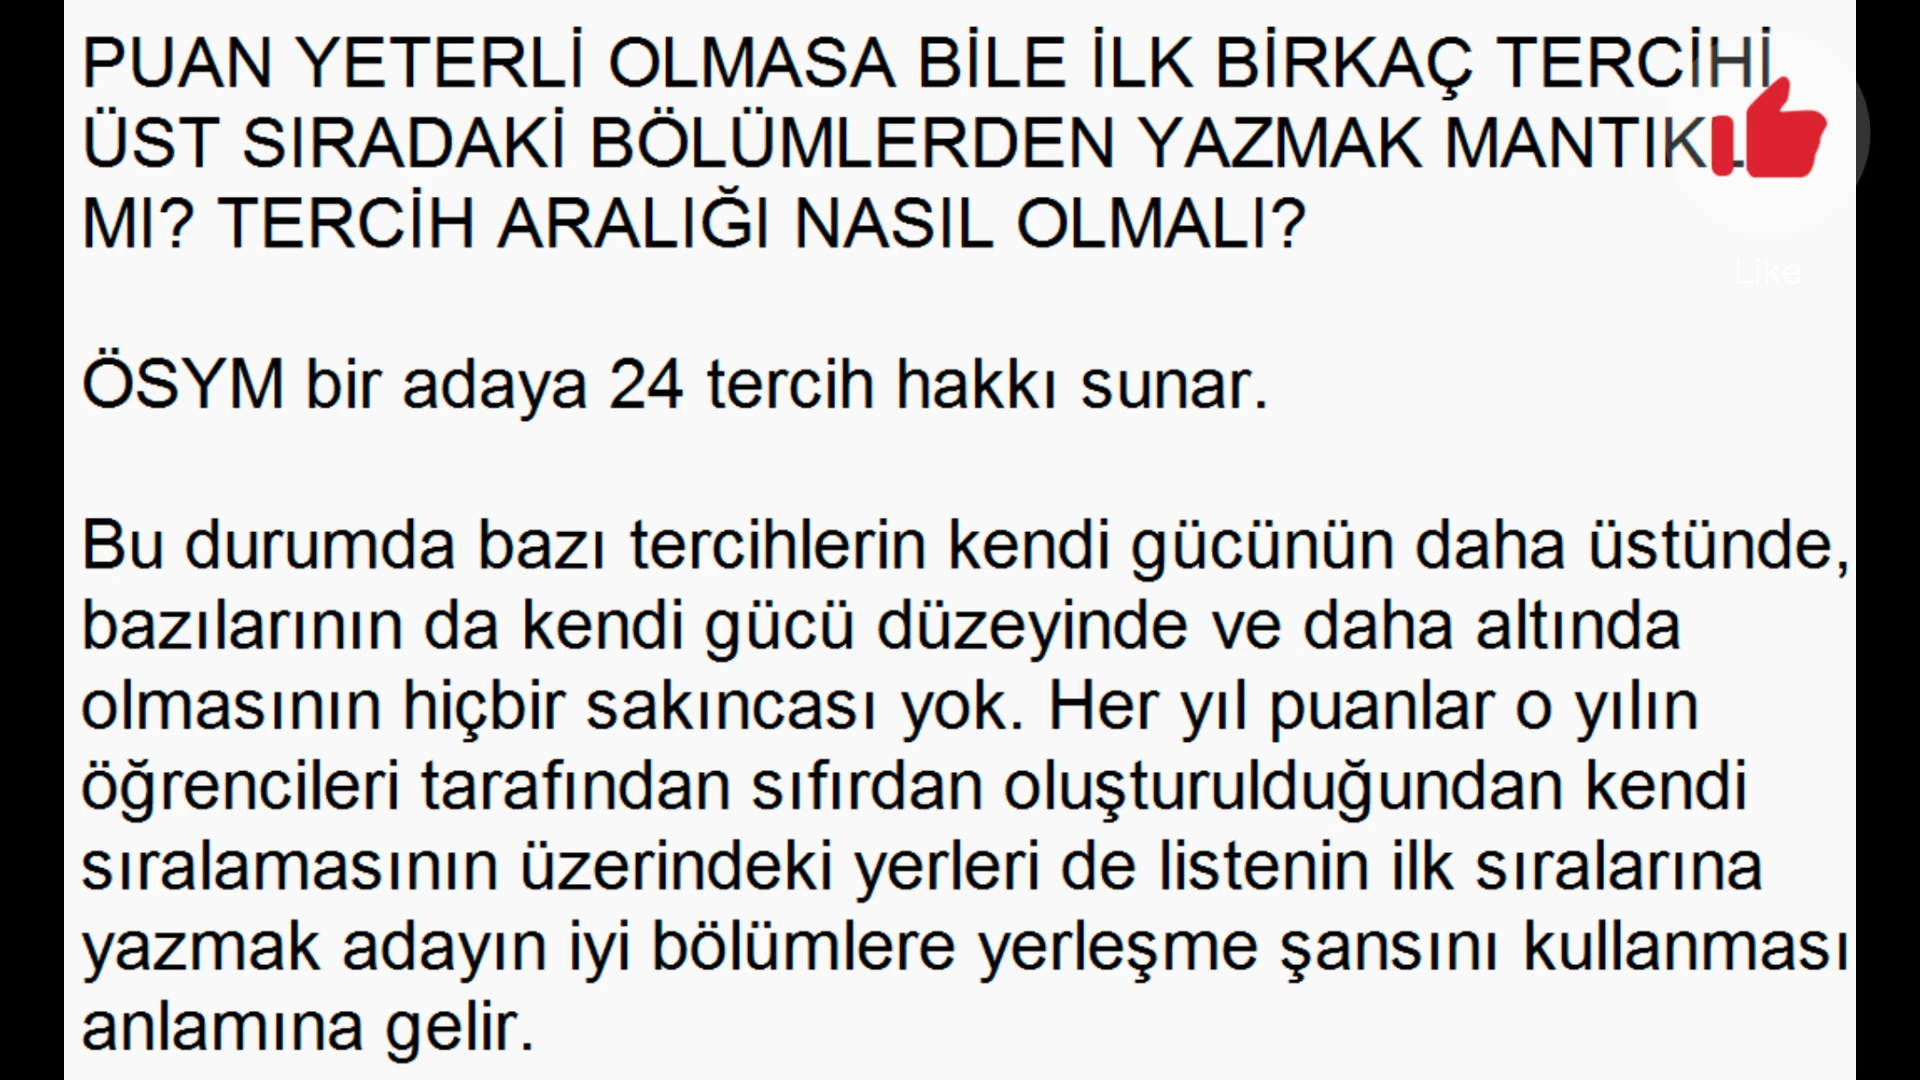 PUAN YETERLİ OLMASA BİLE İLK BİRKAÇ TERCİHİ
ÜST SIRADAKİ BÖLÜMLERDEN YAZMAK MANTIKLI
MI? TERCİH ARALIĞI NASIL OLMALI?
Like
ÖSYM bir adaya 24 tercih hakkı sunar.
Bu durumda bazı tercihlerin kendi gücünün daha üstünde,
bazılarının da kendi gücü düzeyinde ve daha altında
olmasının hiçbir sakıncası yok. Her yıl puanlar o yılın
öğrencileri tarafından sıfırdan oluşturulduğundan kendi
sıralamasının üzerindeki yerleri de listenin ilk sıralarına
yazmak adayın iyi bölümlere yerleşme şansını kullanması
anlamına gelir.